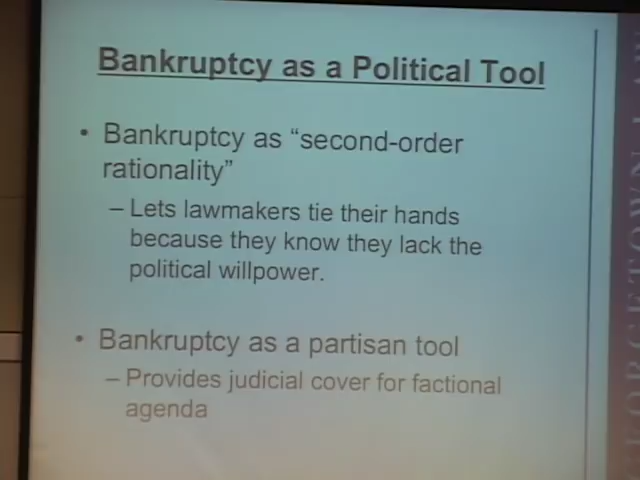 Bankruptcy as a Political Tool
• Bankruptcy as “second-order
rationality”
– Lets lawmakers tie their hands
because they know they lack the
political willpower.
• Bankruptcy as a partisan tool
– Provides judicial cover for factional
agenda